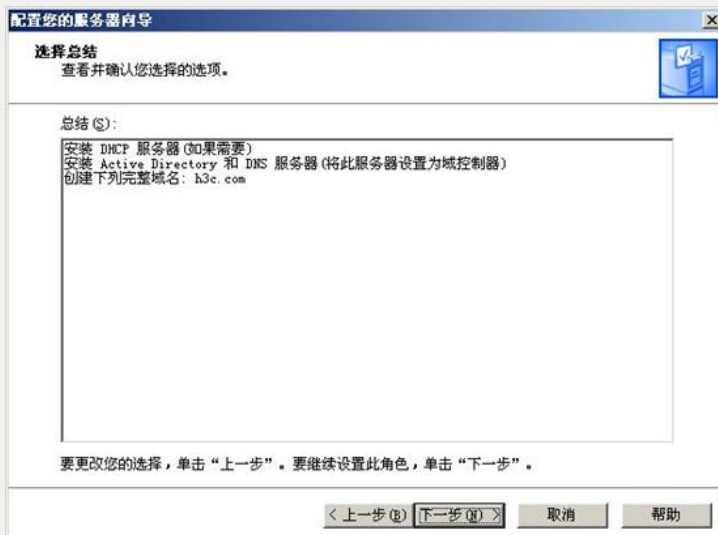 配置您的服务器向导
选择总结
查看并确认您选择的选项。
总结(S):
安装 DHCP 服务器(如果需要)
安装 Active Directory 和 DNS 服务器(将此服务器设置为域控制器)
创建下列完整域名: h3c.com
要更改您的选择，单击“上一步”。要继续设置此角色，单击“下一步”。
< 上一步(B) 下一步(N) > 取消 帮助